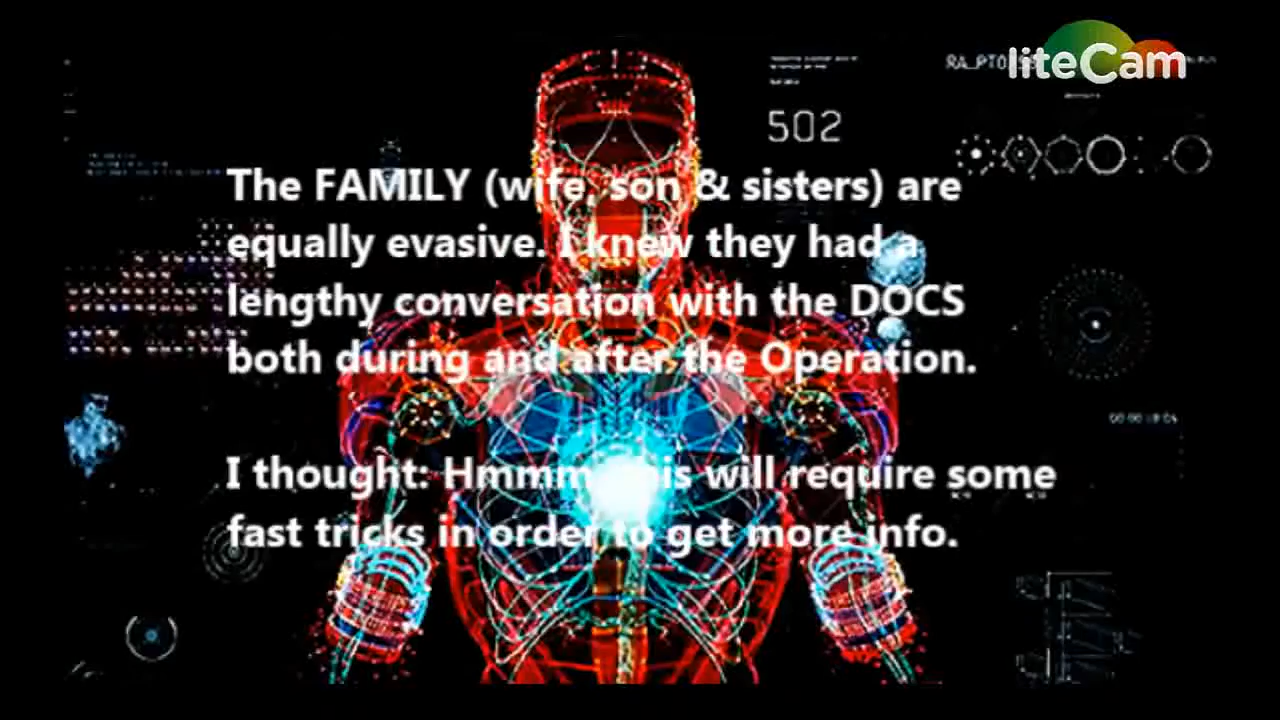 liteCam
RA_PT0
502
The FAMILY (wife, son & sisters) are
equally evasive. I knew they had a
lengthy conversation with the DOCS
both during and after the Operation.
I thought: Hmmm this will require some
fast tricks in order to get more info.